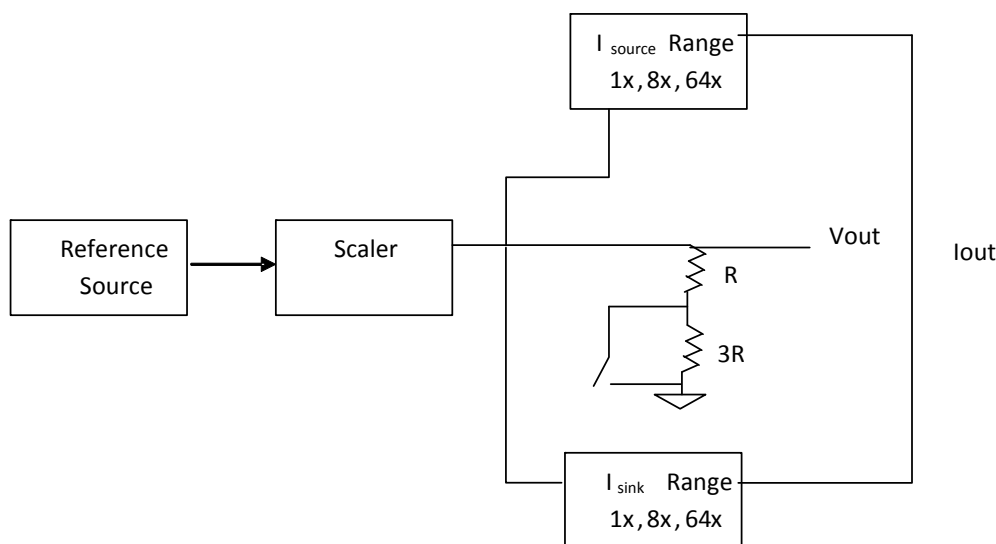 I source Range
1x, 8x, 64x
Reference
Source
Scaler
Vout
Iout
R
3R
I sink Range
1x, 8x, 64x